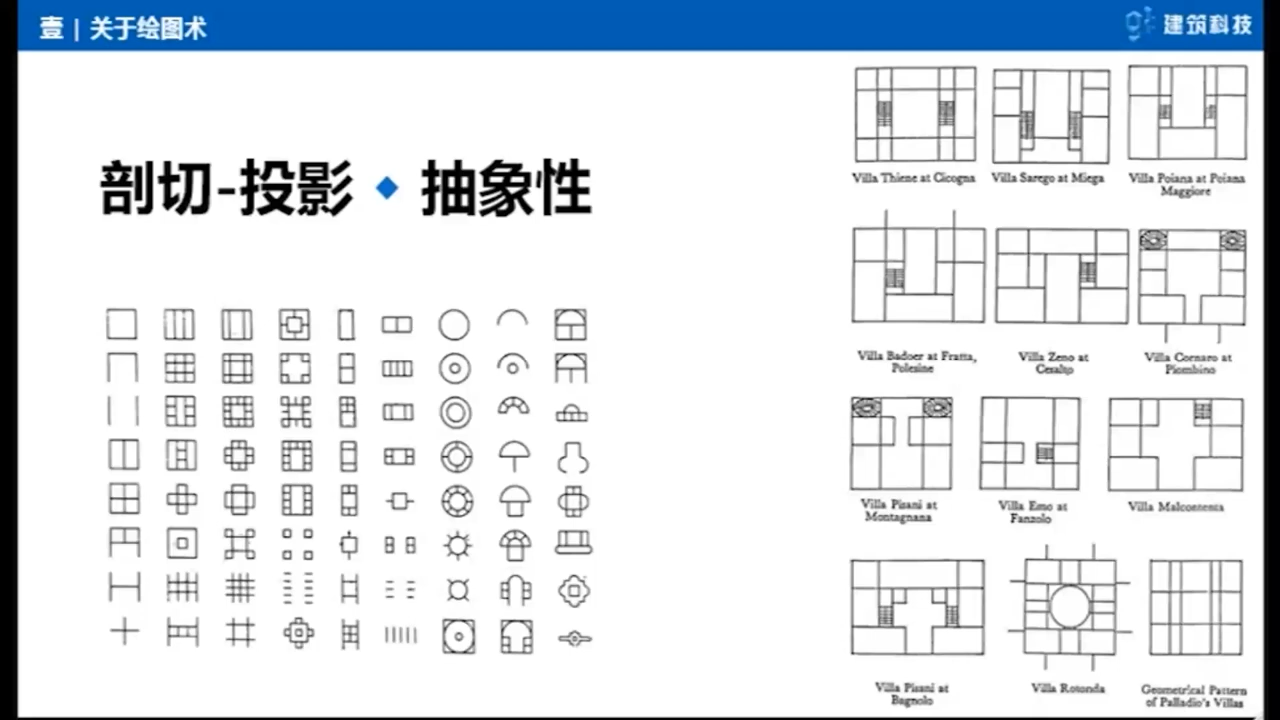 壹 | 关于绘图术
建筑科技
剖切-投影 ◆ 抽象性
Villa Thiene at Cicogna
Villa Sarego at Miega
Villa Poiana at Poiana
Maggiore
Villa Badoer at Fratta,
Polesine
Villa Zeno at
Cesalto
Villa Cornaro at
Piombino
Villa Pisani at
Montagnana
Villa Emo at
Fanzolo
Villa Malcontenta
Villa Pisani at
Bagnolo
Villa Rotonda
Geometrical Pattern
of Palladio's Villas